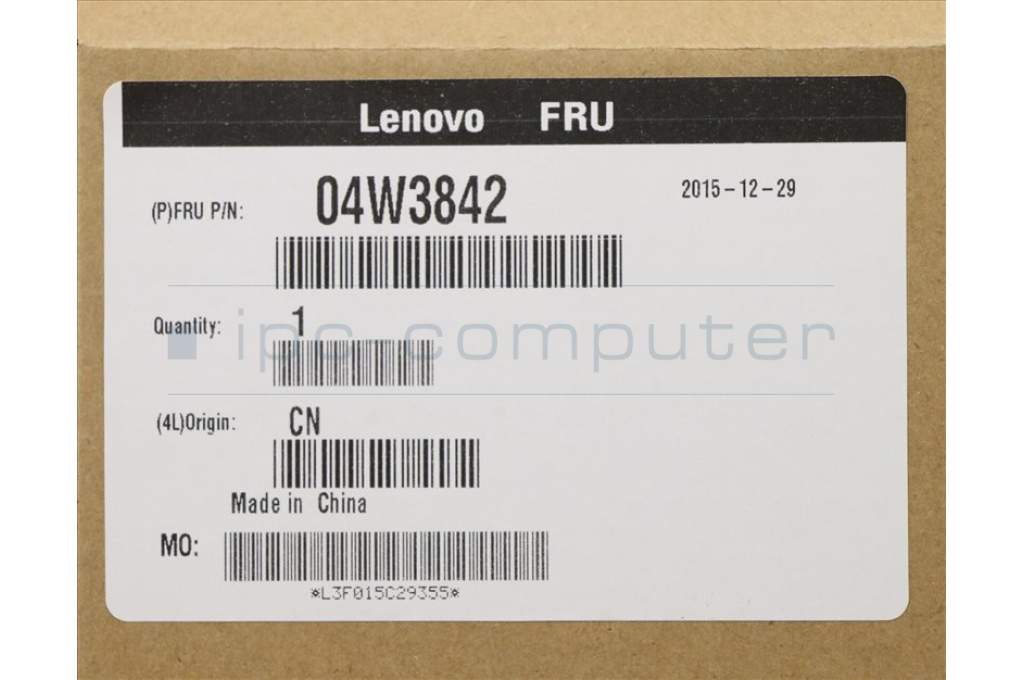 Lenovo FRU
(P)FRU P/N: 04W3842 2015-12-29
Quantity: 1
ipc-computer
(4L)Origin: CN
Made in China
MO:
*L3F015C29355*